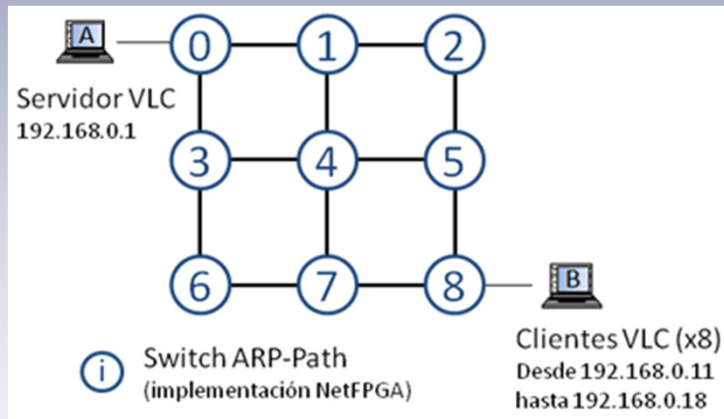 A
0
1
2
Servidor VLC
192.168.0.1
3
4
5
6
7
8
B
i
Switch ARP-Path
(implementación NetFPGA)
Clientes VLC (x8)
Desde 192.168.0.11
hasta 192.168.0.18